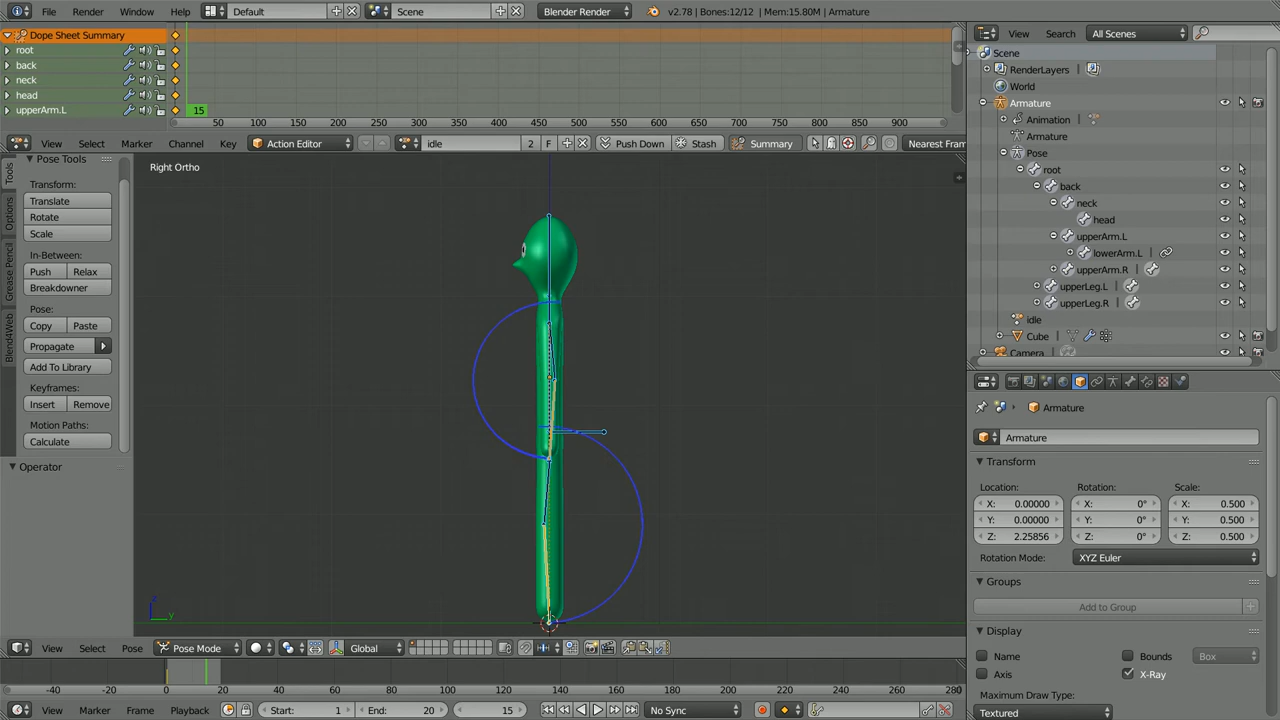 File Render Window Help Default Scene Blender Render v2.78 | Bones:12/12 | Mem:15.80M | Armature
Dope Sheet Summary
root
back
neck
head
upperArm.L
15
50 100 150 200 250 300 350 400 450 500 550 600 650 700 750 800 850 900 950
View Select Marker Channel Key Action Editor idle 2 F Push Down Stash Summary Nearest Fram
Tools
Options
Grease Pencil
Blend4Web
Pose Tools
Transform:
Translate
Rotate
Scale
In-Between:
Push Relax
Breakdowner
Pose:
Copy Paste
Propagate
Add To Library
Keyframes:
Insert Remove
Motion Paths:
Calculate
Operator
Right Ortho
z
y
View Select Pose Pose Mode Global
-40 -20 0 20 40 60 80 100 120 140 160 180 200 220 240 260 280
View Marker Frame Playback Start: 1 End: 20 15 No Sync
View Search All Scenes
Scene
RenderLayers
World
Armature
Animation
Armature
Pose
root
back
neck
head
upperArm.L
lowerArm.L
upperArm.R
upperLeg.L
upperLeg.R
idle
Cube
Camera
Armature
Armature
Transform
Location: Rotation: Scale:
X: 0.00000 X: 0° X: 0.500
Y: 0.00000 Y: 0° Y: 0.500
Z: 2.25856 Z: 0° Z: 0.500
Rotation Mode: XYZ Euler
Groups
Add to Group
Display
Name Bounds Box
Axis X-Ray
Maximum Draw Type:
Textured